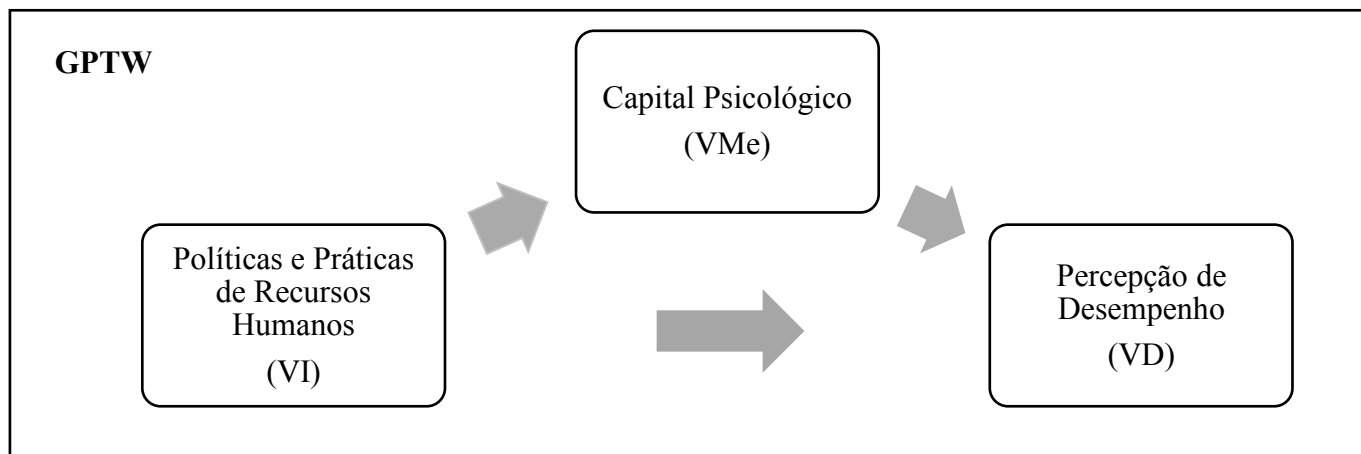 GPTW
Capital Psicológico
(VMe)
Políticas e Práticas
de Recursos
Humanos
(VI)
Percepção de
Desempenho
(VD)